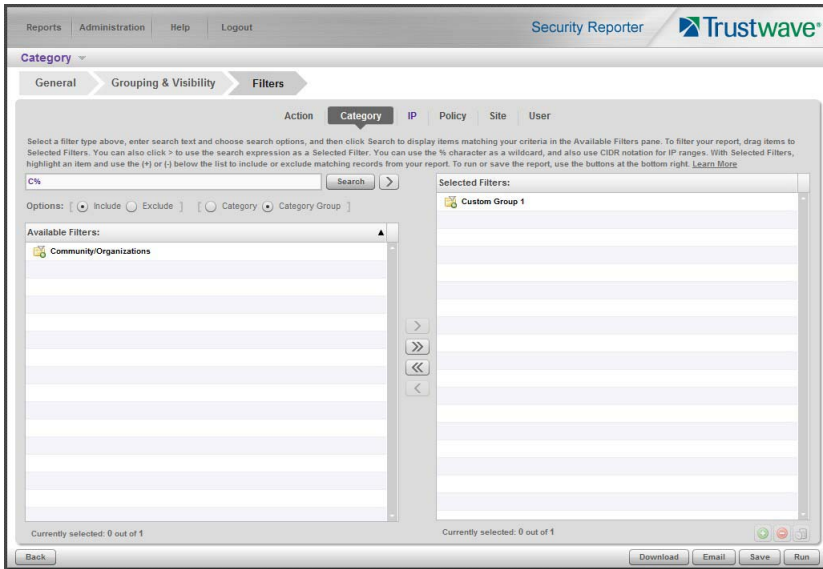 Reports Administration Help Logout
Security Reporter
Trustwave®
Category
General Grouping & Visibility Filters
Action Category IP Policy Site User
Select a filter type above, enter search text and choose search options, and then click Search to display items matching your criteria in the Available Filters pane. To filter your report, drag items to
Selected Filters. You can also click > to use the search expression as a Selected Filter. You can use the % character as a wildcard, and also use CIDR notation for IP ranges. With Selected Filters,
highlight an item and use the (+) or (-) below the list to include or exclude matching records from your report. To run or save the report, use the buttons at the bottom right. Learn More
C% Search >
Options: [ Include Exclude ] [ Category Category Group ]
Available Filters:
Community/Organizations
Currently selected: 0 out of 1
Selected Filters:
Custom Group 1
Currently selected: 0 out of 1
Back Download Email Save Run